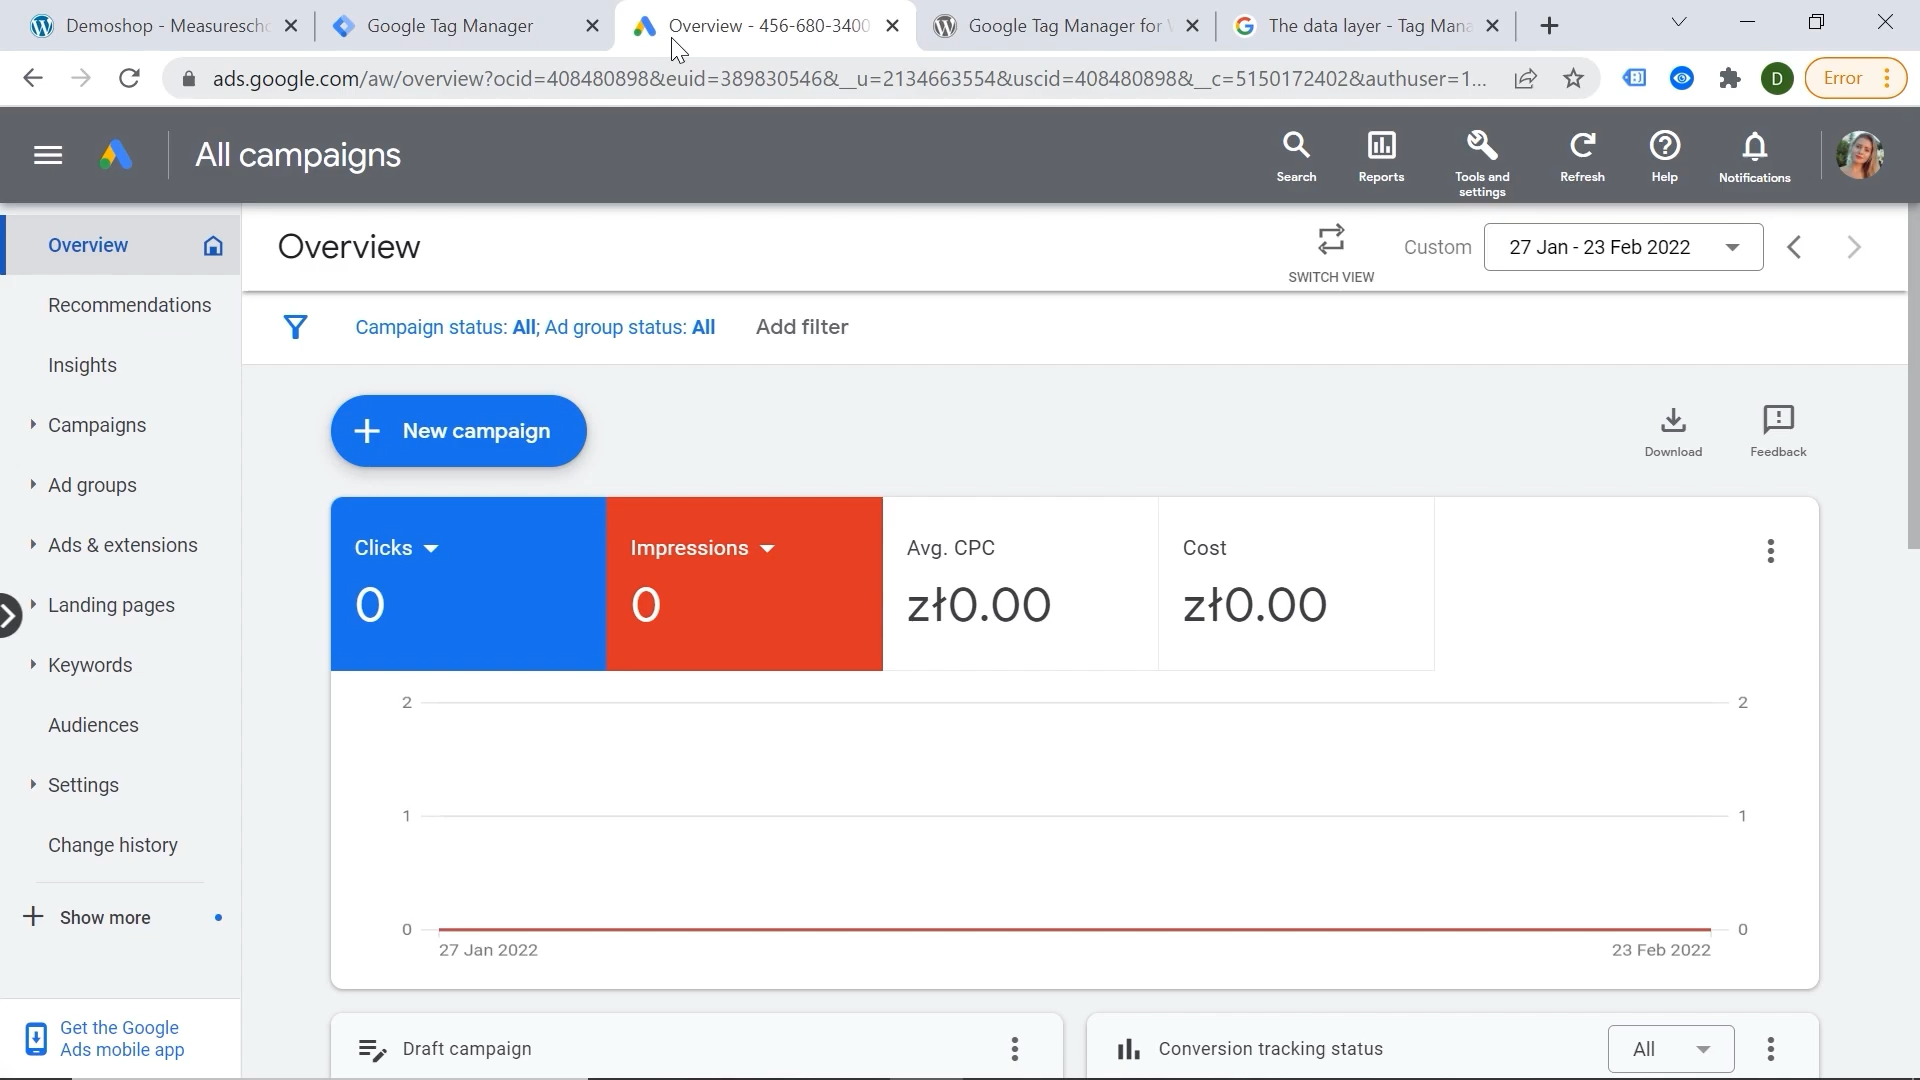 Demoshop - Measurescho
Google Tag Manager
Overview - 456-680-3400
Google Tag Manager for
The data layer - Tag Mana
ads.google.com/aw/overview?ocid=408480898&euid=389830546&__u=2134663554&uscid=408480898&__c=5150172402&authuser=1...
D
Error
All campaigns
Search
Reports
Tools and
settings
Refresh
Help
Notifications
Overview
Recommendations
Insights
Campaigns
Ad groups
Ads & extensions
Landing pages
Keywords
Audiences
Settings
Change history
Show more
Get the Google
Ads mobile app
Overview
SWITCH VIEW
Custom
27 Jan - 23 Feb 2022
Campaign status: All; Ad group status: All
Add filter
New campaign
Download
Feedback
Clicks
0
Impressions
0
Avg. CPC
zł0.00
Cost
zł0.00
2
2
1
1
0
0
27 Jan 2022
23 Feb 2022
Draft campaign
Conversion tracking status
All